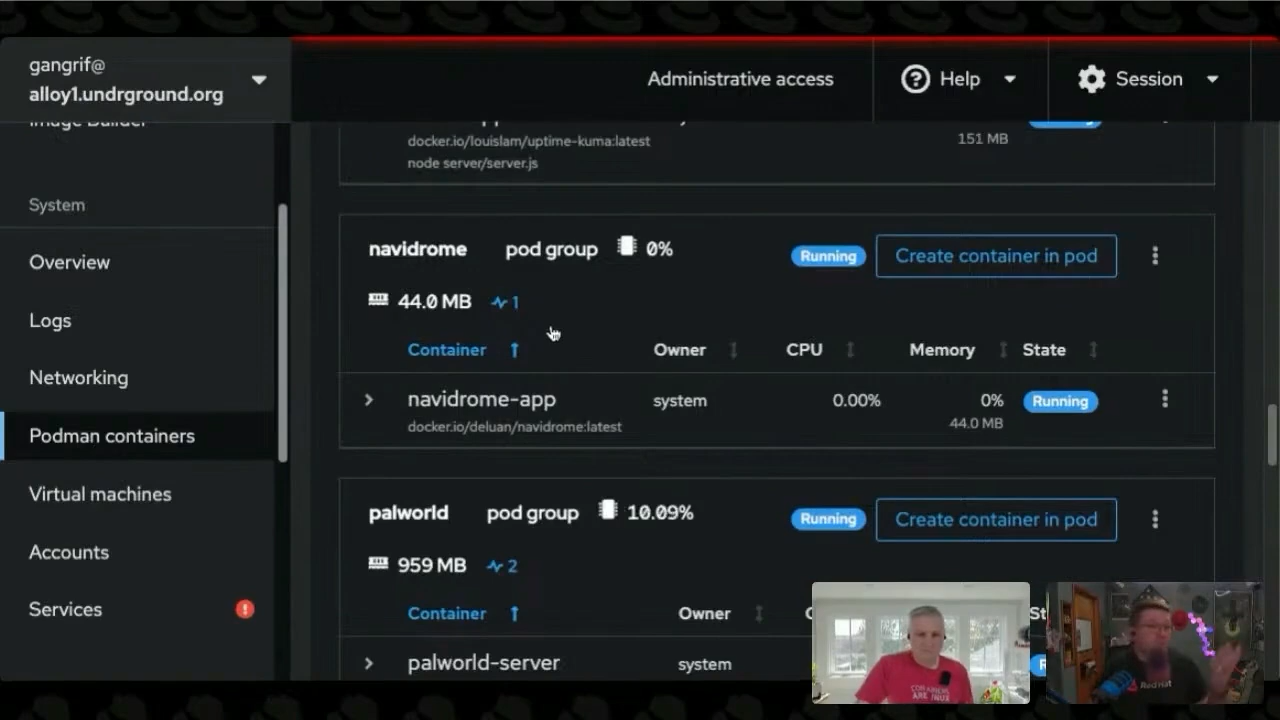 gangrif@
alloy1.undrground.org
Administrative access
Help
Session
Image Builder
System
Overview
Logs
Networking
Podman containers
Virtual machines
Accounts
Services
docker.io/louislam/uptime-kuma:latest
151 MB
node server/server.js
navidrome pod group 0% Running Create container in pod
44.0 MB 1
Container Owner CPU Memory State
navidrome-app system 0.00% 0% Running
docker.io/deluan/navidrome:latest 44.0 MB
palworld pod group 10.09% Running Create container in pod
959 MB 2
Container Owner
palworld-server system
Red Hat